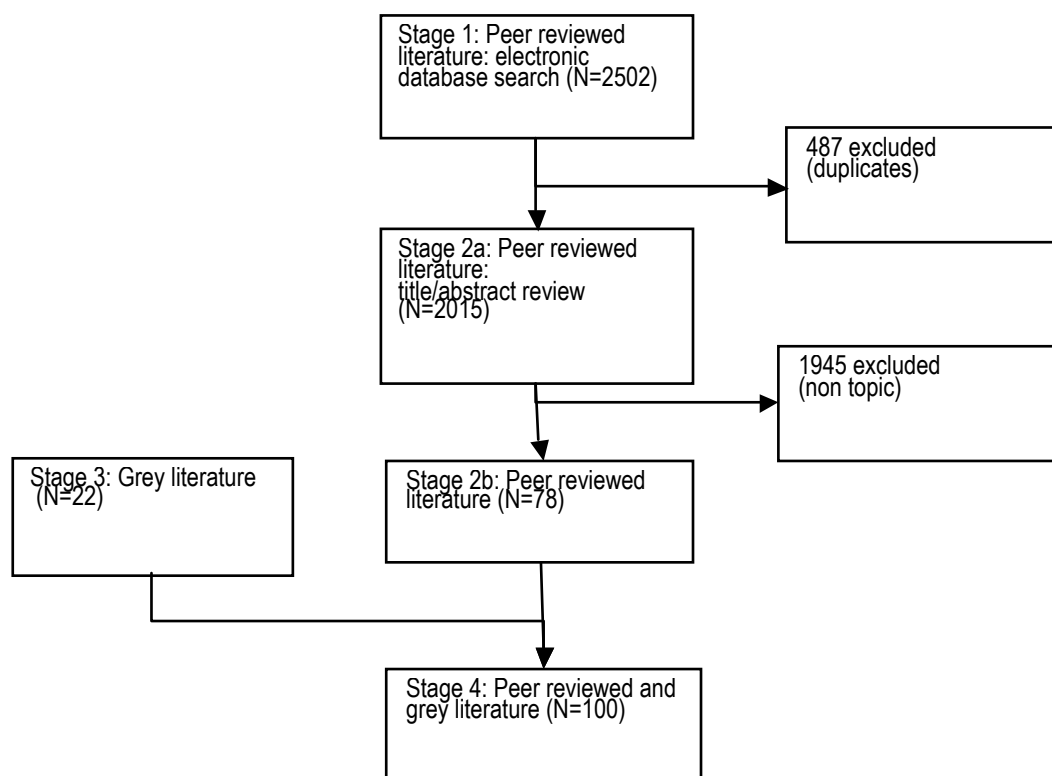 Stage 1: Peer reviewed
literature: electronic
database search (N=2502)
487 excluded
(duplicates)
Stage 2a: Peer reviewed
literature:
title/abstract review
(N=2015)
1945 excluded
(non topic)
Stage 3: Grey literature
(N=22)
Stage 2b: Peer reviewed
literature (N=78)
Stage 4: Peer reviewed and
grey literature (N=100)